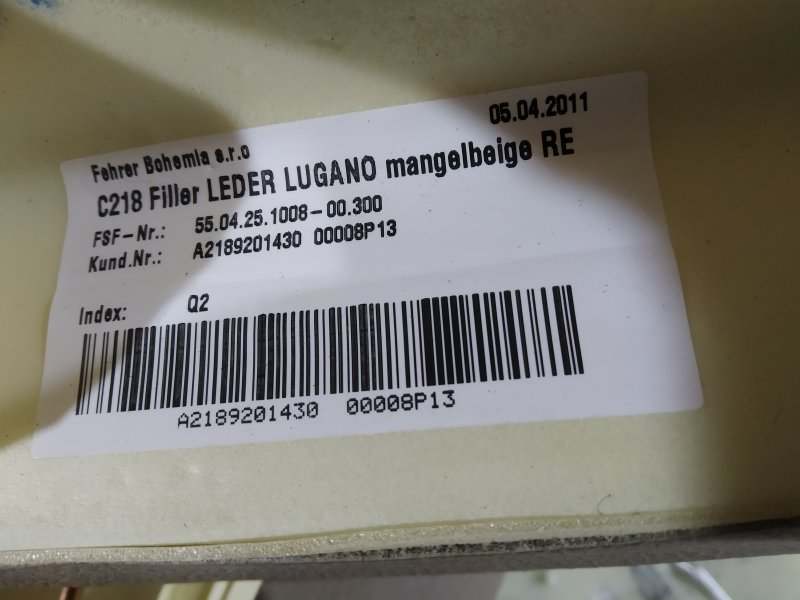 05.04.2011
Fehrer Bohemia s.r.o
C218 Filler LEDER LUGANO mangelbeige RE
FSF-Nr.: 55.04.25.1008-00.300
Kund.Nr.: A2189201430 00008P13
Index: Q2
A2189201430 00008P13